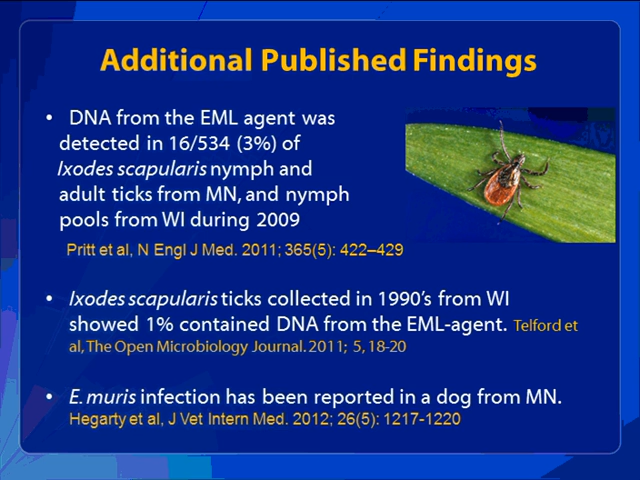 Additional Published Findings
• DNA from the EML agent was
detected in 16/534 (3%) of
Ixodes scapularis nymph and
adult ticks from MN, and nymph
pools from WI during 2009
Pritt et al, N Engl J Med. 2011; 365(5): 422–429
• Ixodes scapularis ticks collected in 1990's from WI
showed 1% contained DNA from the EML-agent. Telford et
al, The Open Microbiology Journal. 2011; 5, 18-20
• E. muris infection has been reported in a dog from MN.
Hegarty et al, J Vet Intern Med. 2012; 26(5): 1217-1220